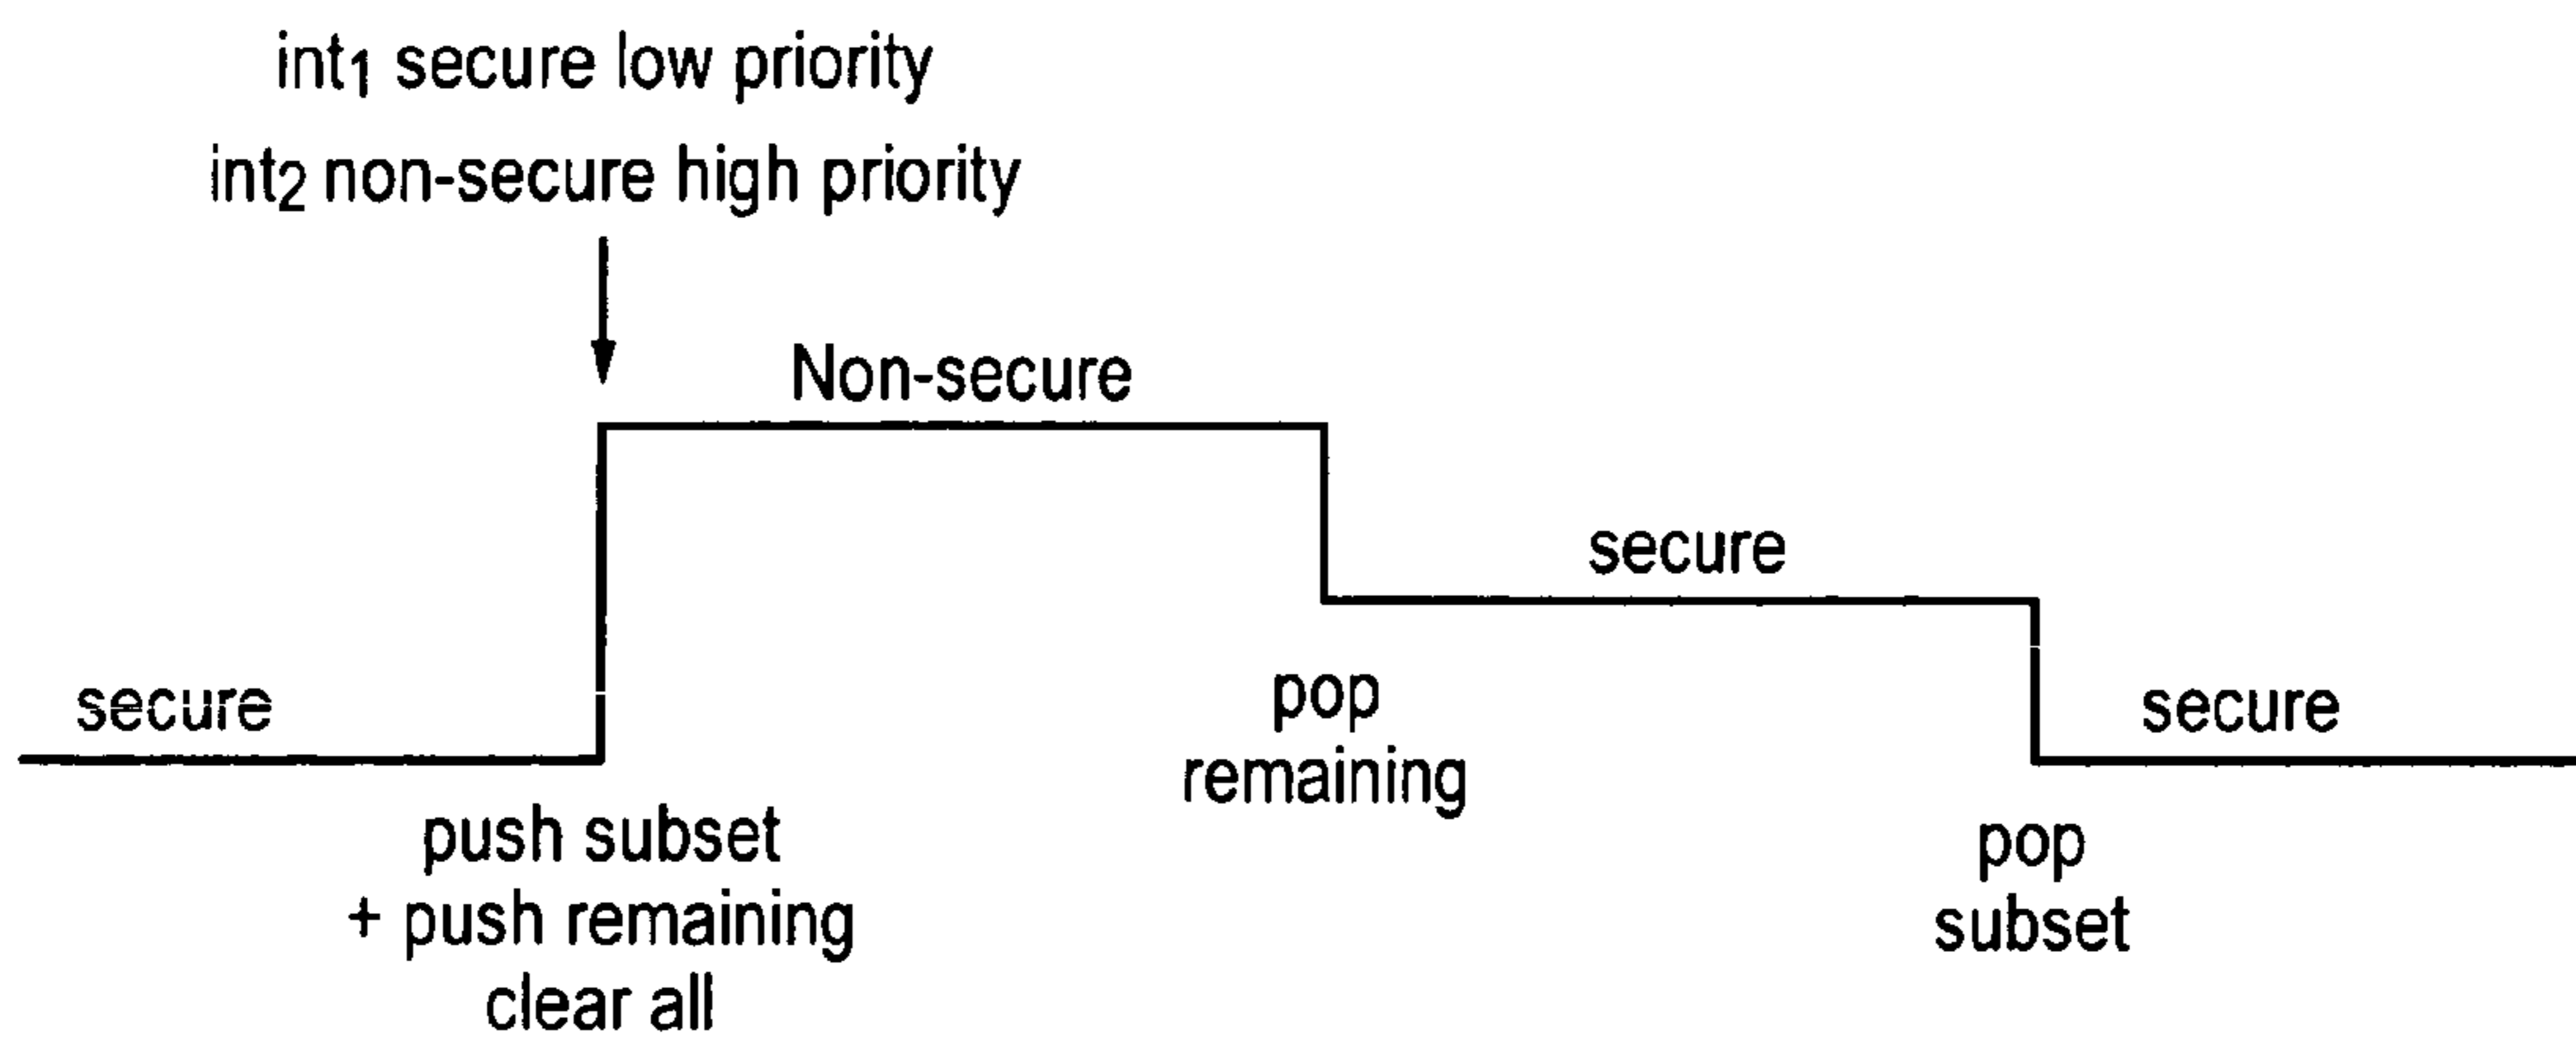 int₁ secure low priority
int₂ non-secure high priority
Non-secure
secure
secure
pop
remaining
secure
push subset
+ push remaining
clear all
pop
subset